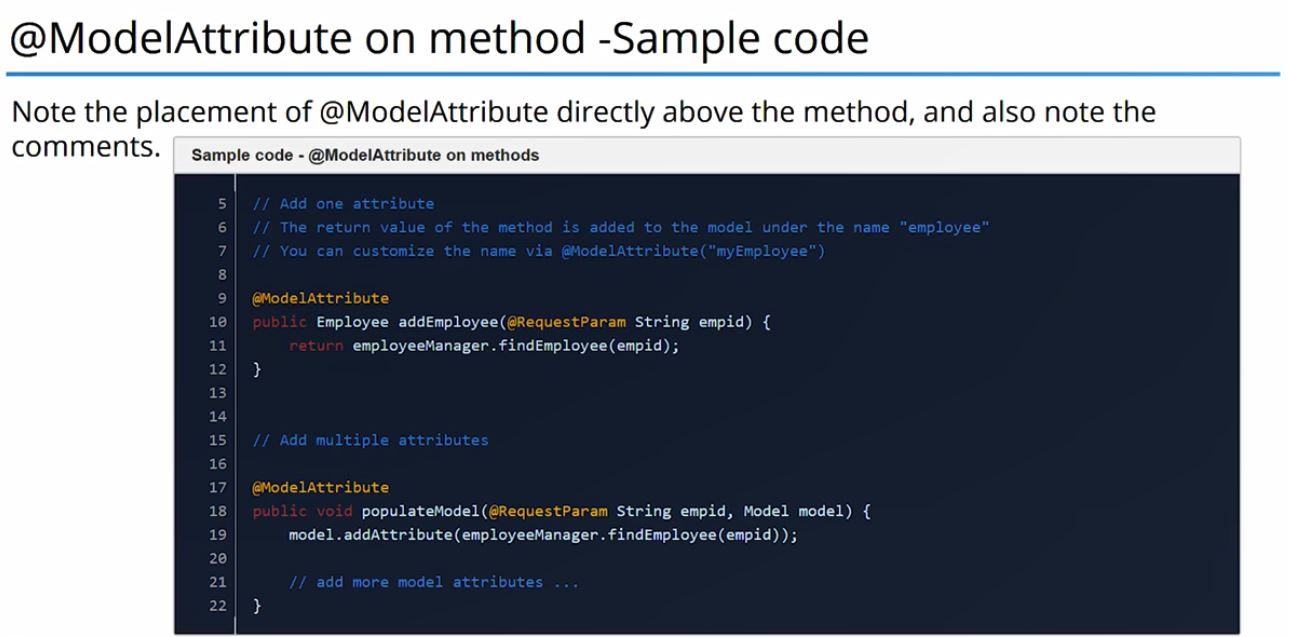 @ModelAttribute on method -Sample code
Note the placement of @ModelAttribute directly above the method, and also note the
comments.
Sample code - @ModelAttribute on methods
5 // Add one attribute
6 // The return value of the method is added to the model under the name "employee"
7 // You can customize the name via @ModelAttribute("myEmployee")
8
9 @ModelAttribute
10 public Employee addEmployee(@RequestParam String empid) {
11     return employeeManager.findEmployee(empid);
12 }
13
14
15 // Add multiple attributes
16
17 @ModelAttribute
18 public void populateModel(@RequestParam String empid, Model model) {
19     model.addAttribute(employeeManager.findEmployee(empid));
20
21     // add more model attributes ...
22 }